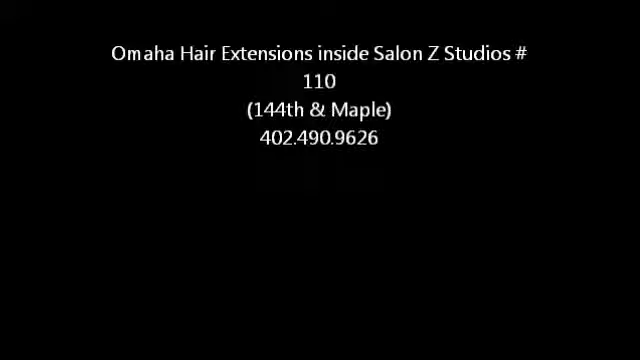 Omaha Hair Extensions inside Salon Z Studios #
110
(144th & Maple)
402.490.9626